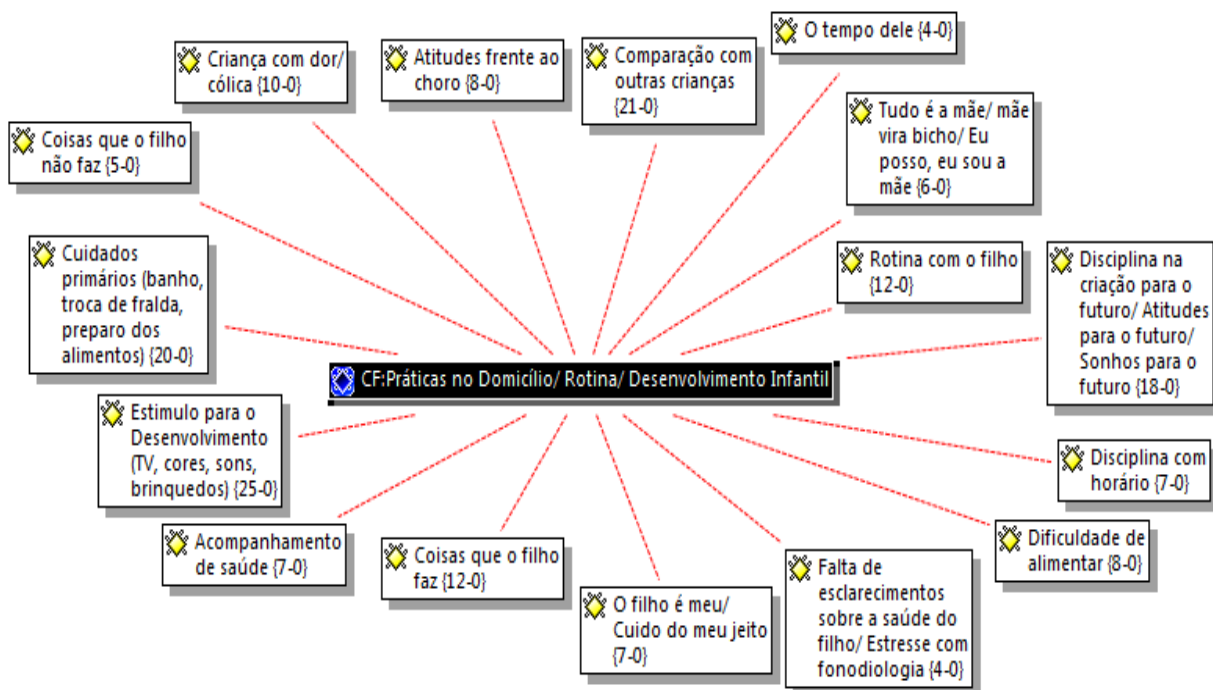 O tempo dele {4-0}
Criança com dor/
cólica {10-0}
Atitudes frente ao
choro {8-0}
Comparação com
outras crianças
{21-0}
Tudo é a mãe/ mãe
vira bicho/ Eu
posso, eu sou a
mãe {6-0}
Coisas que o filho
não faz {5-0}
Cuidados
primários (banho,
troca de fralda,
preparo dos
alimentos) {20-0}
Rotina com o filho
{12-0}
Disciplina na
criação para o
futuro/ Atitudes
para o futuro/
Sonhos para o
futuro {18-0}
CF:Práticas no Domicílio/ Rotina/ Desenvolvimento Infantil
Estimulo para o
Desenvolvimento
(TV, cores, sons,
brinquedos) {25-0}
Disciplina com
horário {7-0}
Acompanhamento
de saúde {7-0}
Coisas que o filho
faz {12-0}
O filho é meu/
Cuido do meu jeito
{7-0}
Falta de
esclarecimentos
sobre a saúde do
filho/ Estresse com
fonodiologia {4-0}
Dificuldade de
alimentar {8-0}